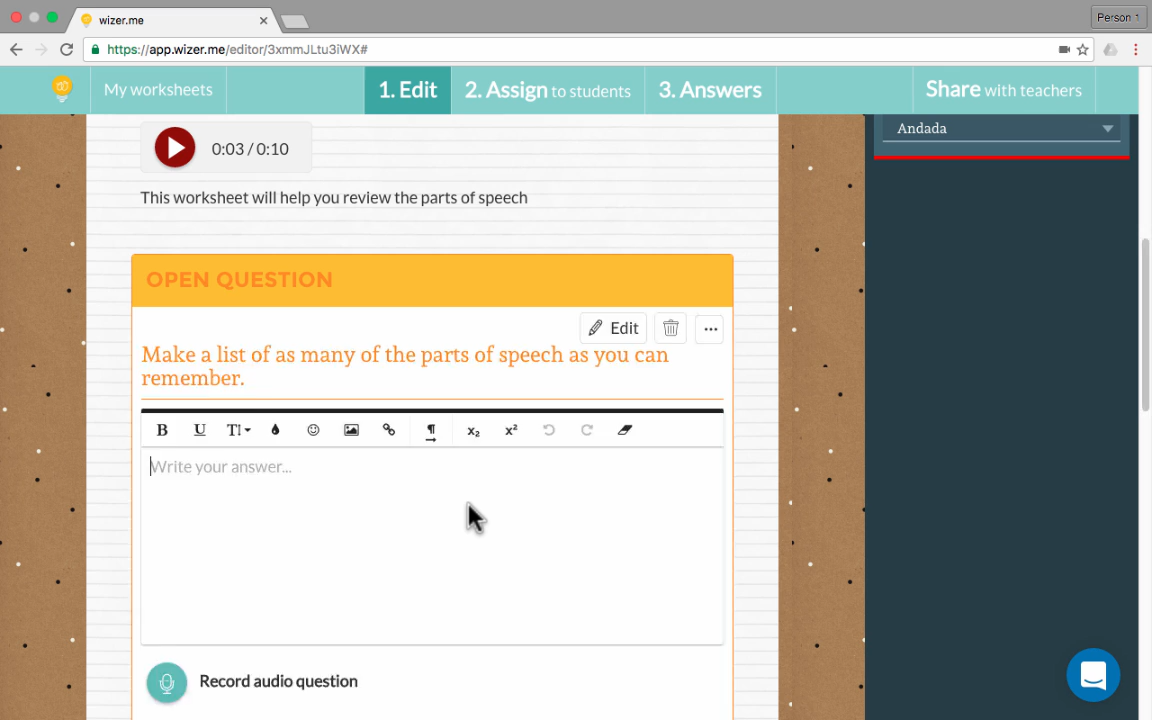 wizer.me
Person 1
https://app.wizer.me/editor/3xmmJLtu3iWX#
My worksheets
1. Edit
2. Assign to students
3. Answers
Share with teachers
Andada
0:03 / 0:10
This worksheet will help you review the parts of speech
OPEN QUESTION
Edit
Make a list of as many of the parts of speech as you can
remember.
B U TI x₂ x²
Write your answer...
Record audio question